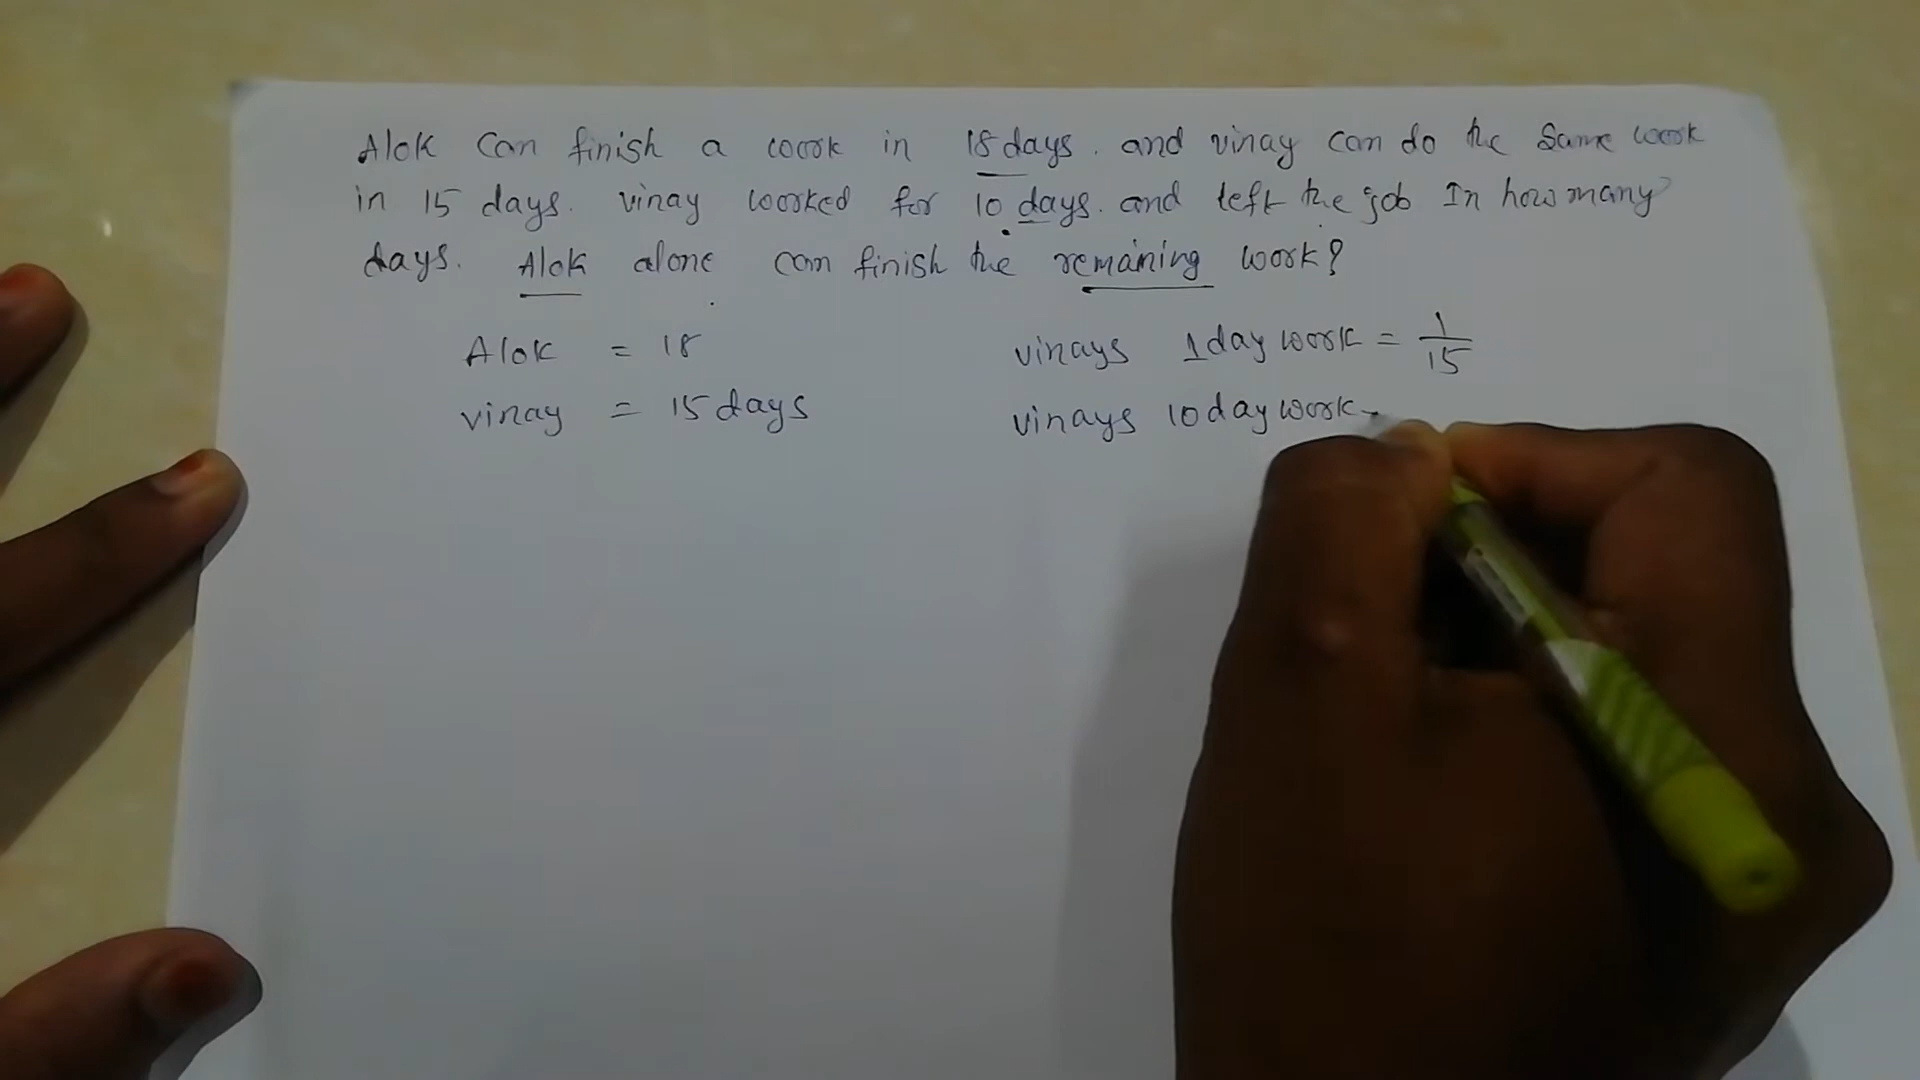 Alok Can finish a work in 18 days. and vinay can do the Same work
in 15 days. vinay worked for 10 days. and left the job In how many
days. Alok alone can finish the remaining work?
Alok = 18
vinay = 15 days
vinays 1 day work = 1/15
vinays 10 day work